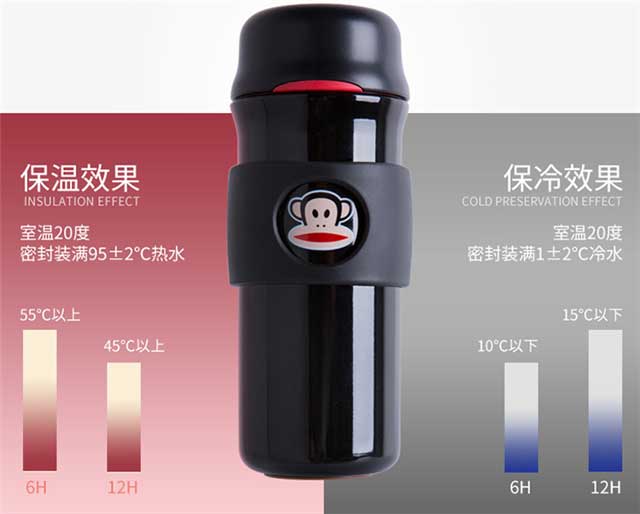 保温效果
INSULATION EFFECT
室温20度
密封装满95±2℃热水
55℃以上
45℃以上
6H
12H
保冷效果
COLD PRESERVATION EFFECT
室温20度
密封装满1±2℃冷水
15℃以下
10℃以下
6H
12H